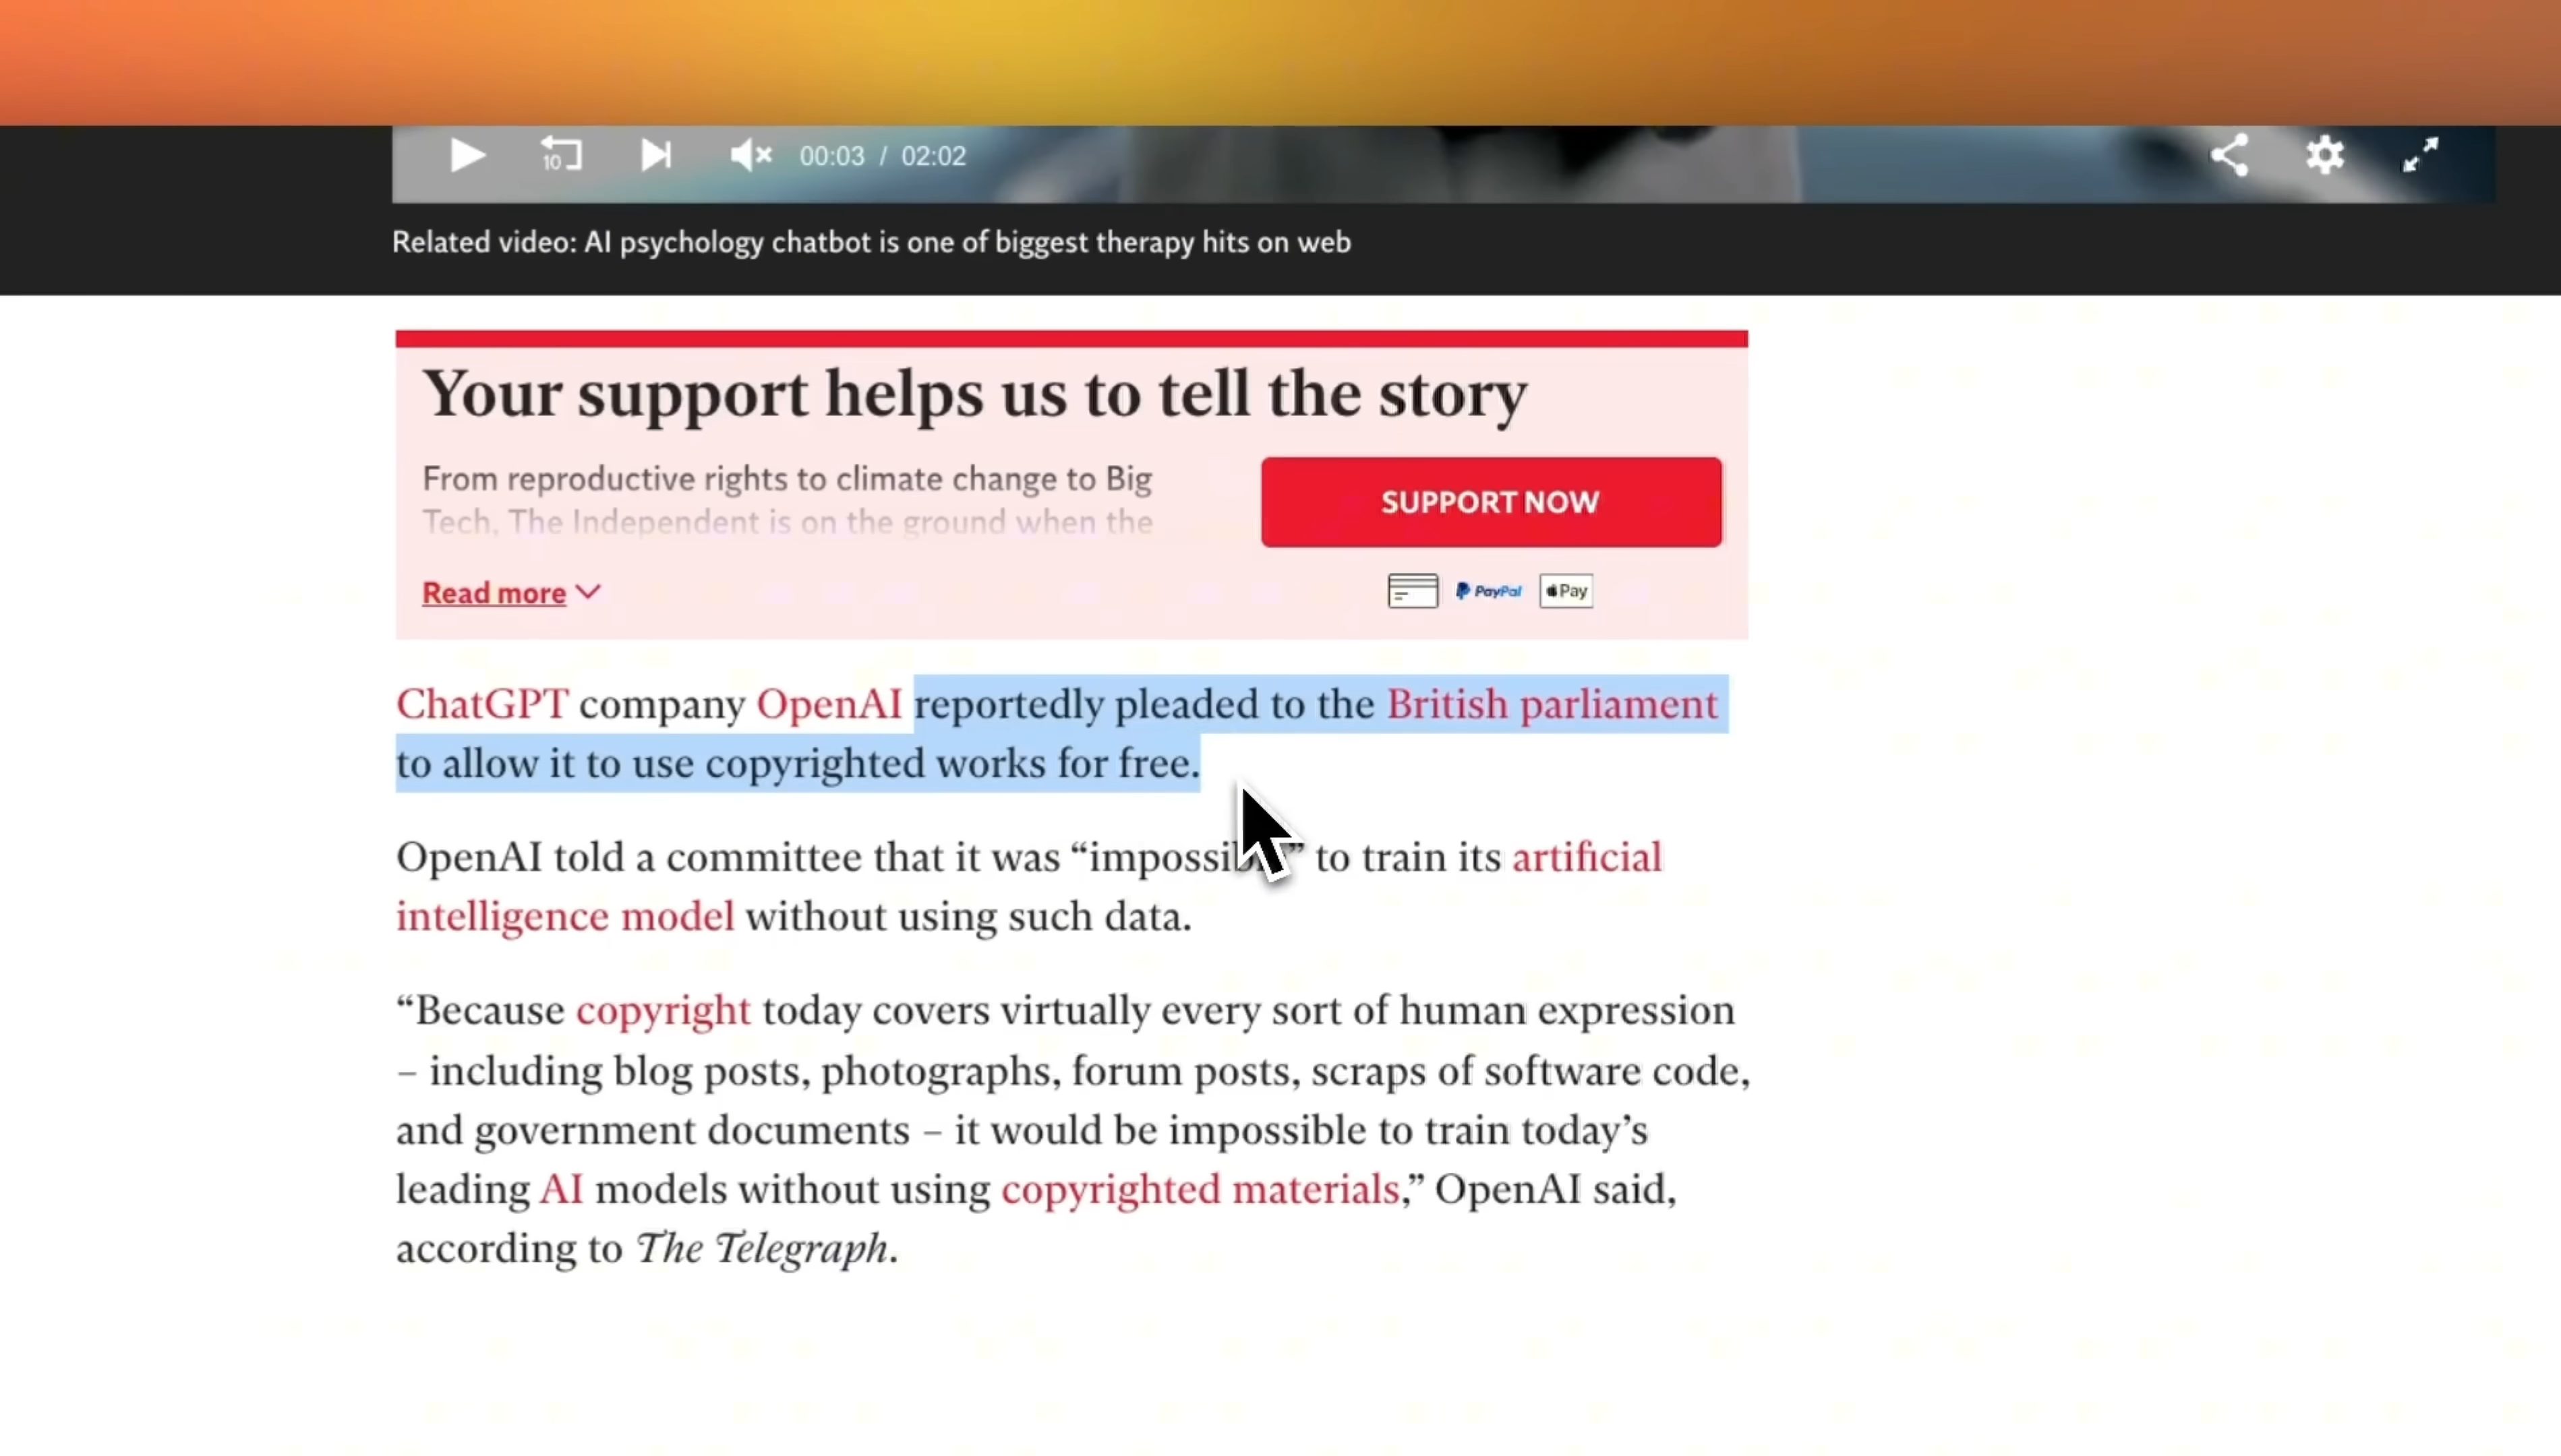 00:03 / 02:02
Related video: AI psychology chatbot is one of biggest therapy hits on web
Your support helps us to tell the story
From reproductive rights to climate change to Big
Tech, The Independent is on the ground when the
SUPPORT NOW
Read more
PayPal
Pay
ChatGPT company OpenAI reportedly pleaded to the British parliament
to allow it to use copyrighted works for free.
OpenAI told a committee that it was “impossible” to train its artificial
intelligence model without using such data.
“Because copyright today covers virtually every sort of human expression
– including blog posts, photographs, forum posts, scraps of software code,
and government documents – it would be impossible to train today’s
leading AI models without using copyrighted materials,” OpenAI said,
according to The Telegraph.